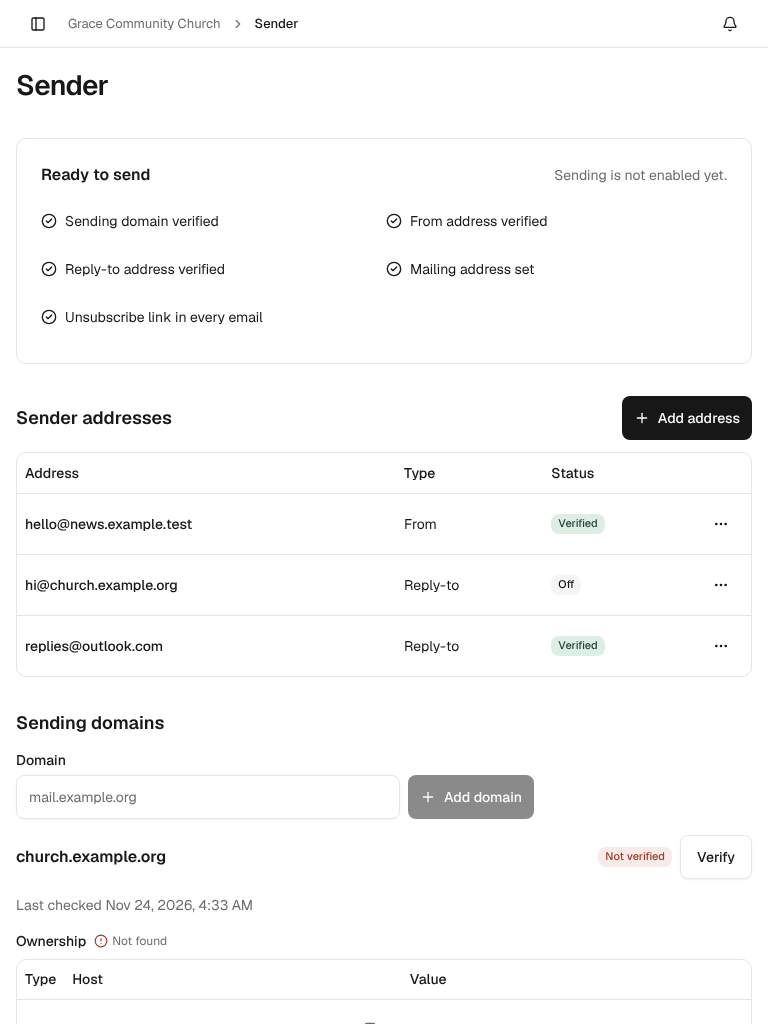 Grace Community Church > Sender
Sender
Ready to send
Sending is not enabled yet.
Sending domain verified
From address verified
Reply-to address verified
Mailing address set
Unsubscribe link in every email
Sender addresses
Add address
Address Type Status
hello@news.example.test From Verified
hi@church.example.org Reply-to Off
replies@outlook.com Reply-to Verified
Sending domains
Domain
mail.example.org
Add domain
church.example.org
Not verified
Verify
Last checked Nov 24, 2026, 4:33 AM
Ownership Not found
Type Host Value